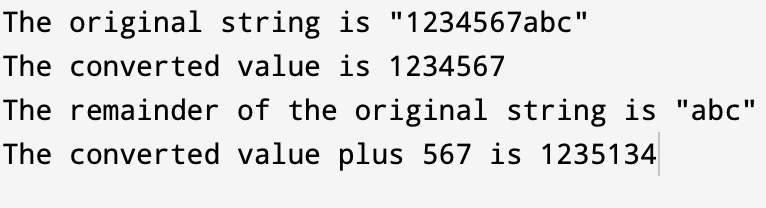 The original string is "1234567abc"
The converted value is 1234567
The remainder of the original string is "abc"
The converted value plus 567 is 1235134